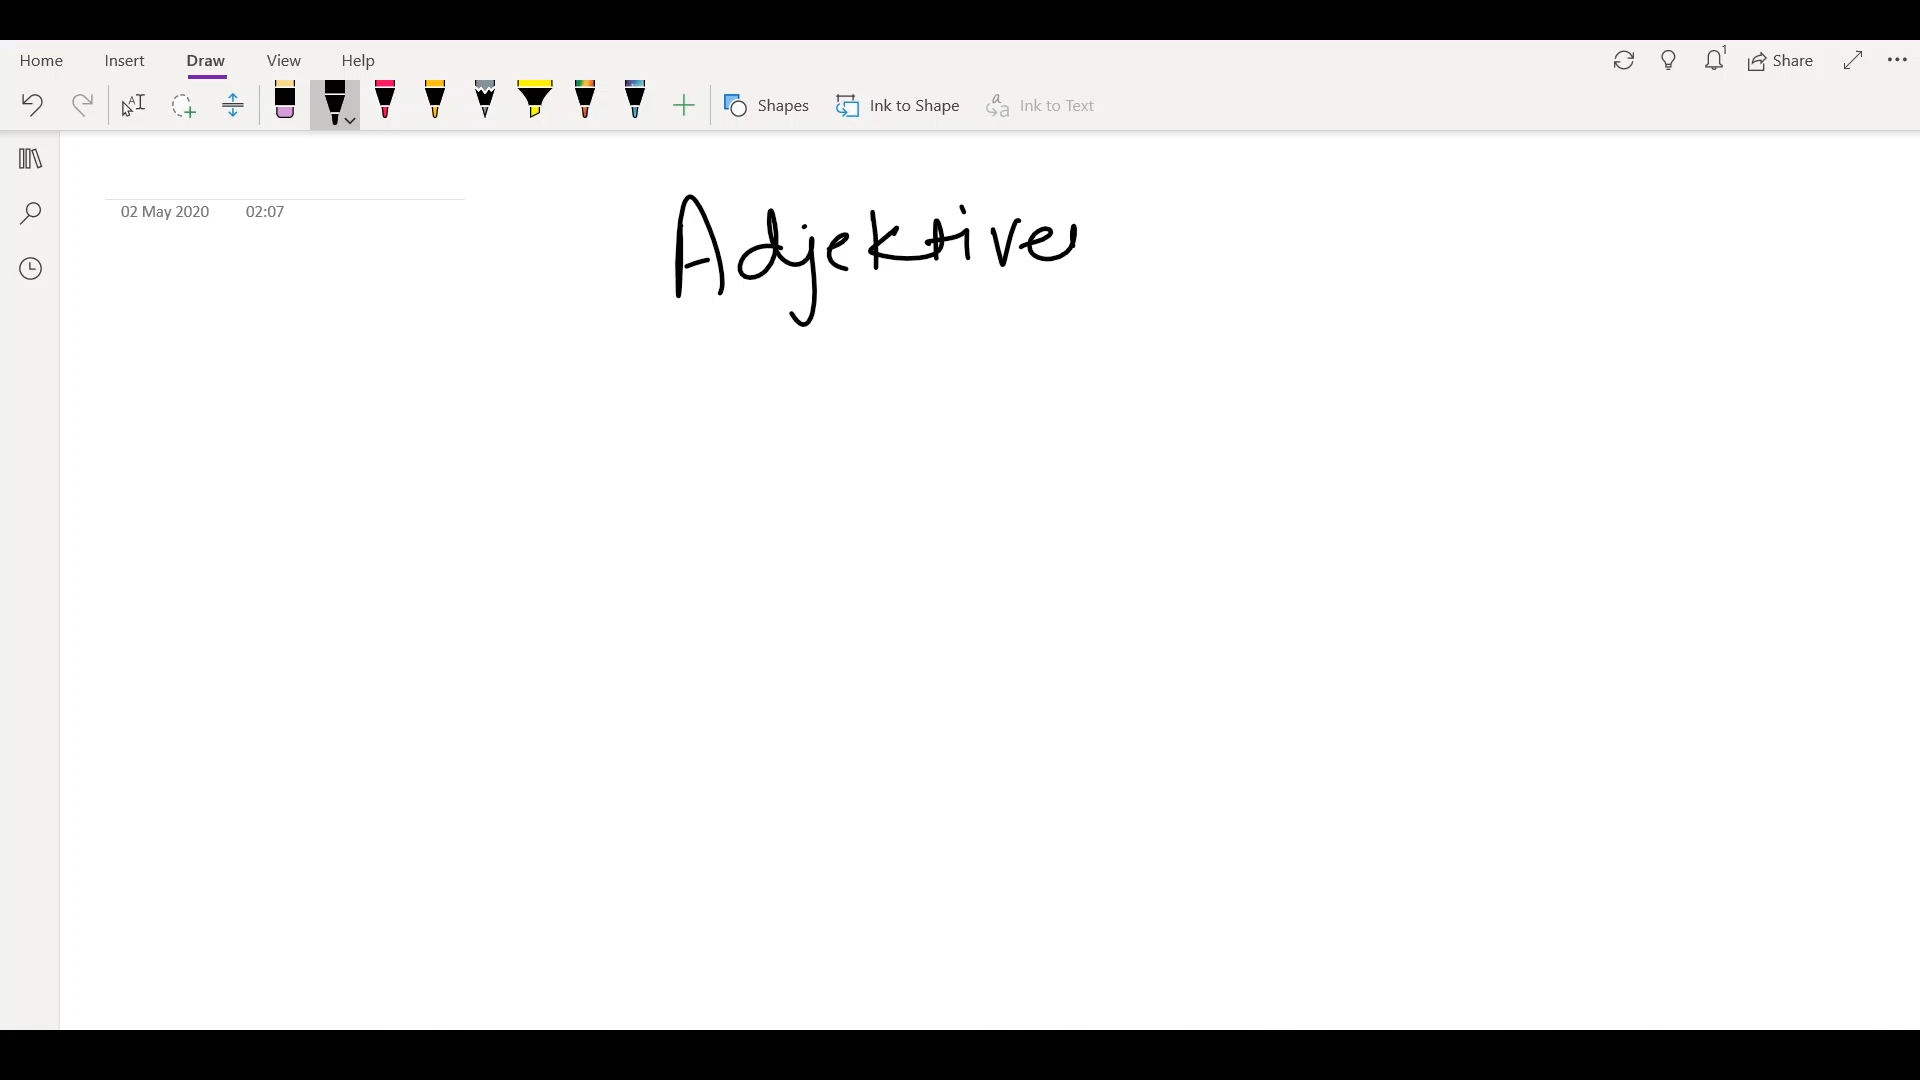 Home Insert Draw View Help
1 Share
Shapes Ink to Shape Ink to Text
02 May 2020 02:07
Adjektive